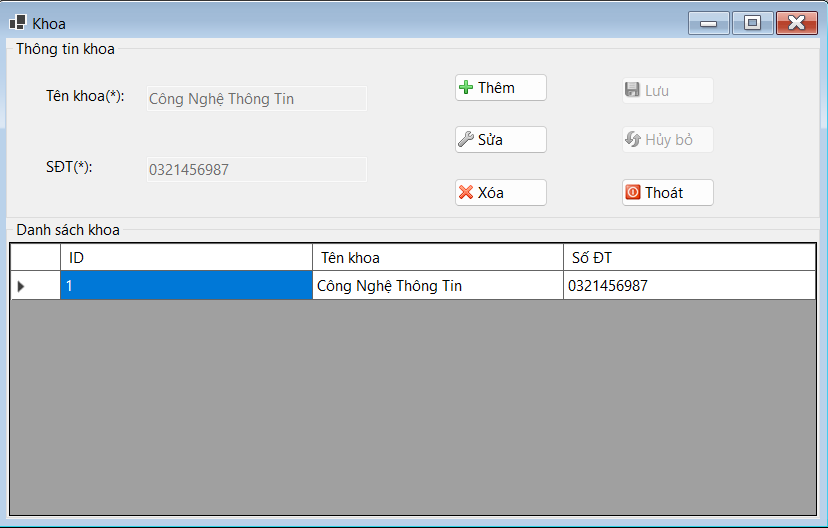 Khoa
Thông tin khoa
Tên khoa(*): Công Nghệ Thông Tin
Thêm
Lưu
Sửa
Hủy bỏ
SĐT(*): 0321456987
Xóa
Thoát
Danh sách khoa
ID Tên khoa Số ĐT
1 Công Nghệ Thông Tin 0321456987